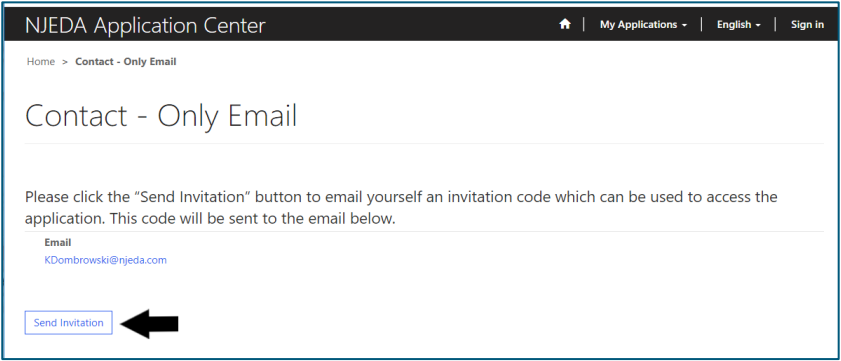 NJEDA Application Center
My Applications
English
Sign in
Home > Contact - Only Email
Contact - Only Email
Please click the “Send Invitation” button to email yourself an invitation code which can be used to access the
application. This code will be sent to the email below.
Email
KDombrowski@njeda.com
Send Invitation